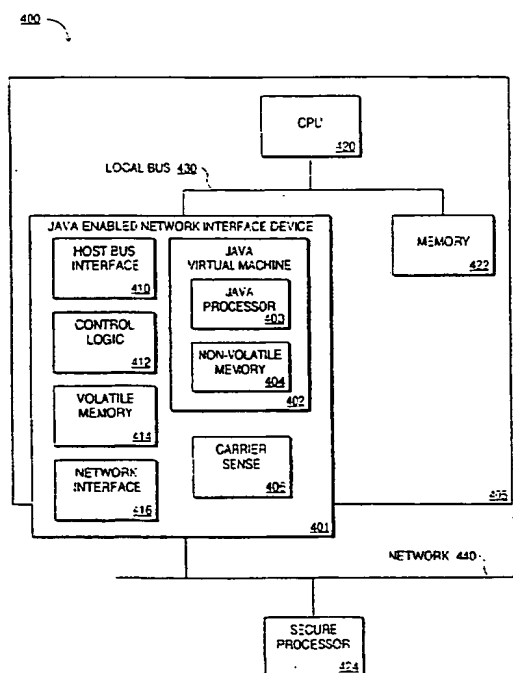 400
CPU
420
LOCAL BUS 430
JAVA ENABLED NETWORK INTERFACE DEVICE
HOST BUS
INTERFACE
410
JAVA
VIRTUAL MACHINE
JAVA
PROCESSOR
403
MEMORY
422
CONTROL
LOGIC
412
NON-VOLATILE
MEMORY
404
402
VOLATILE
MEMORY
414
CARRIER
SENSE
406
NETWORK
INTERFACE
416
405
401
NETWORK 440
SECURE
PROCESSOR
424